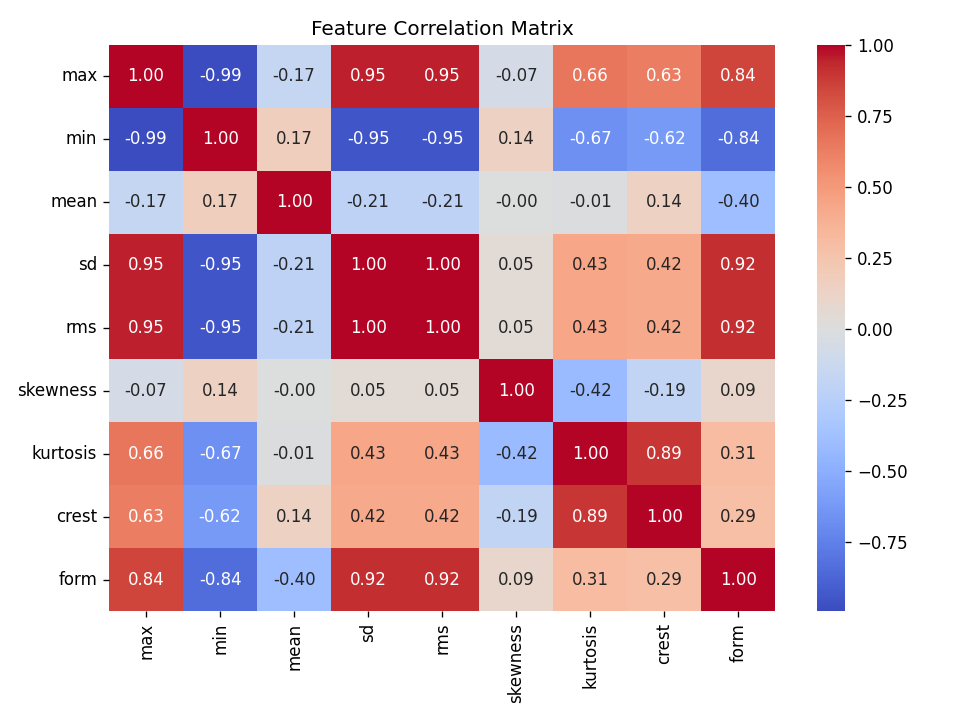 Feature Correlation Matrix
max 1.00 -0.99 -0.17 0.95 0.95 -0.07 0.66 0.63 0.84
min -0.99 1.00 0.17 -0.95 -0.95 0.14 -0.67 -0.62 -0.84
mean -0.17 0.17 1.00 -0.21 -0.21 -0.00 -0.01 0.14 -0.40
sd 0.95 -0.95 -0.21 1.00 1.00 0.05 0.43 0.42 0.92
rms 0.95 -0.95 -0.21 1.00 1.00 0.05 0.43 0.42 0.92
skewness -0.07 0.14 -0.00 0.05 0.05 1.00 -0.42 -0.19 0.09
kurtosis 0.66 -0.67 -0.01 0.43 0.43 -0.42 1.00 0.89 0.31
crest 0.63 -0.62 0.14 0.42 0.42 -0.19 0.89 1.00 0.29
form 0.84 -0.84 -0.40 0.92 0.92 0.09 0.31 0.29 1.00
max min mean sd rms skewness kurtosis crest form
1.00
0.75
0.50
0.25
0.00
−0.25
−0.50
−0.75